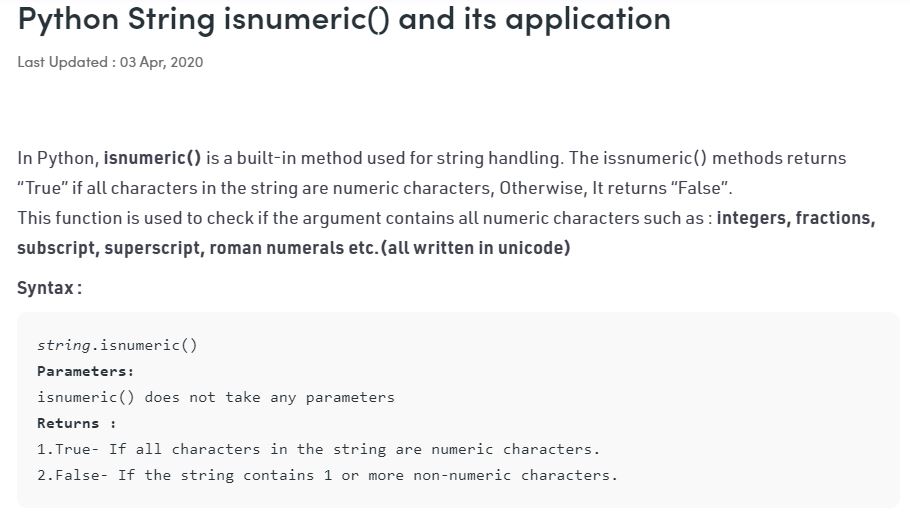 Python String isnumeric() and its application
Last Updated : 03 Apr, 2020
In Python, isnumeric() is a built-in method used for string handling. The issnumeric() methods returns
“True” if all characters in the string are numeric characters, Otherwise, It returns “False”.
This function is used to check if the argument contains all numeric characters such as : integers, fractions,
subscript, superscript, roman numerals etc.(all written in unicode)
Syntax :
string.isnumeric()
Parameters:
isnumeric() does not take any parameters
Returns :
1.True- If all characters in the string are numeric characters.
2.False- If the string contains 1 or more non-numeric characters.